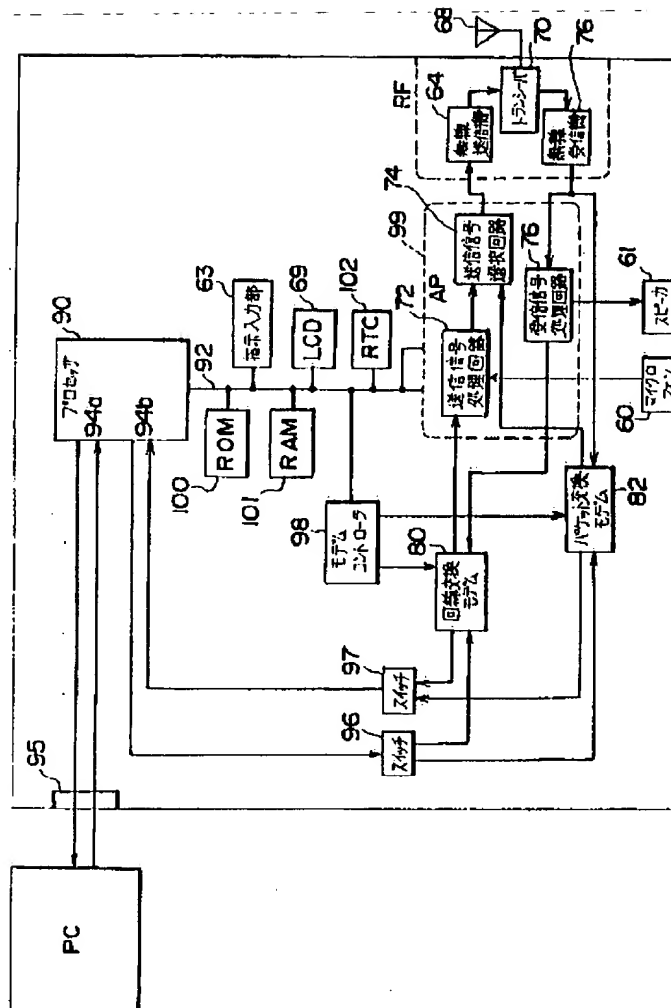 PC
95
プロセッサ
90
94a
94b
92
63
指示入力部
69
LCD
102
RTC
100
ROM
101
RAM
98
モデム
コントローラ
97
スイッチ
96
スイッチ
80
回線交換
モデム
82
パケット交換
モデム
99
AP
72
送信信号
処理回路
74
送信信号
選択回路
76
受信信号
処理回路
60
マイクロ
フォン
61
スピーカ
RF
64
無線
送信機
70
トランシーバ
76
無線
受信機
68